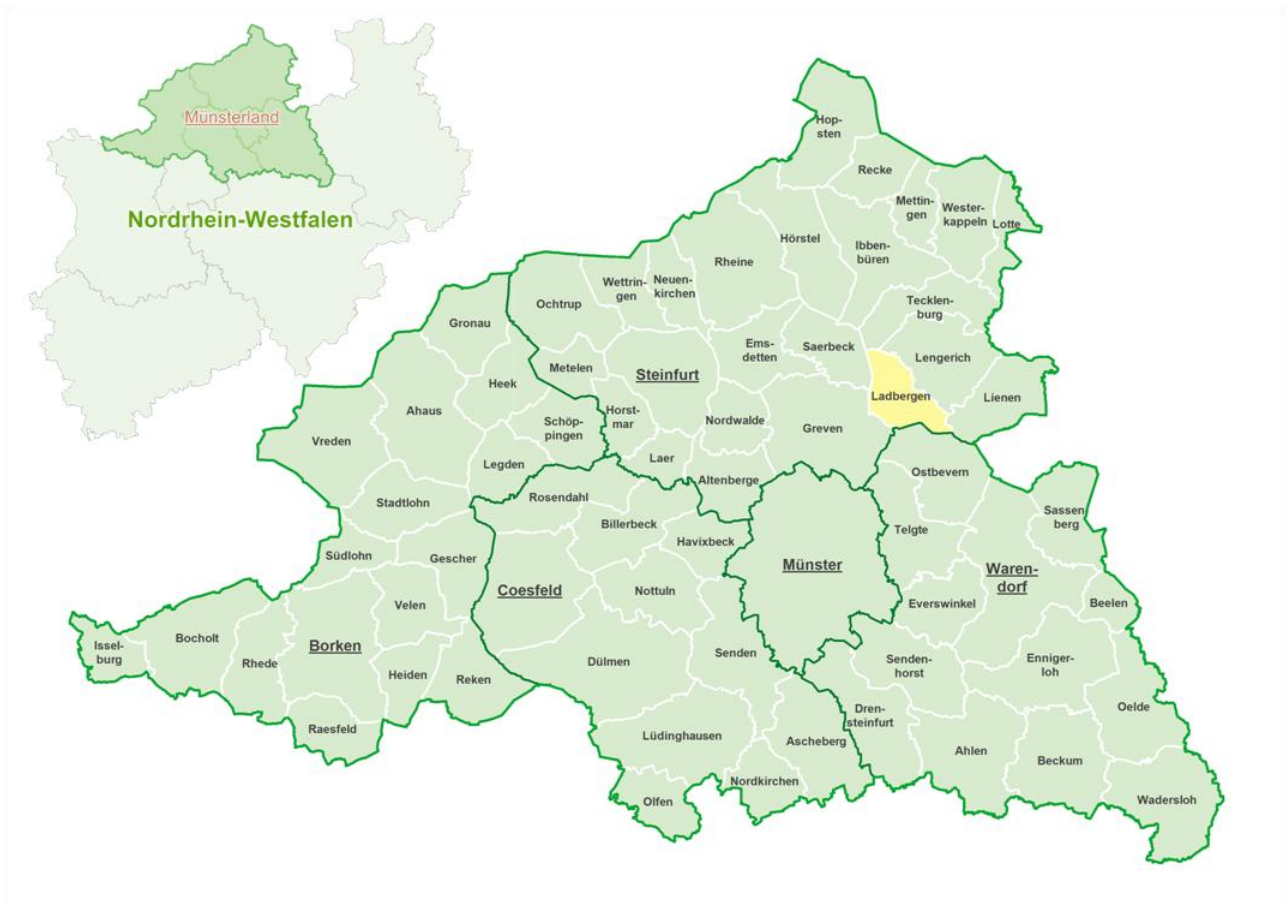 Münsterland
Nordrhein-Westfalen
Hop-
sten
Recke
Mettin-
gen
Wester-
kappeln
Lotte
Hörstel
Ibben-
büren
Rheine
Wettrin-
gen
Neuen-
kirchen
Ochtrup
Gronau
Tecklen-
burg
Ems-
detten
Saerbeck
Lengerich
Metelen
Steinfurt
Heek
Ladbergen
Lienen
Ahaus
Horst-
mar
Nordwalde
Greven
Schöp-
pingen
Vreden
Laer
Legden
Altenberge
Ostbevern
Stadtlohn
Rosendahl
Billerbeck
Sassen
berg
Telgte
Havixbeck
Südlohn
Gescher
Münster
Waren-
dorf
Coesfeld
Nottuln
Velen
Everswinkel
Beelen
Issel-
burg
Bocholt
Rhede
Borken
Heiden
Reken
Dülmen
Senden
Senden-
horst
Enniger-
loh
Raesfeld
Lüdinghausen
Ascheberg
Dren-
steinfurt
Oelde
Ahlen
Beckum
Nordkirchen
Olfen
Wadersloh